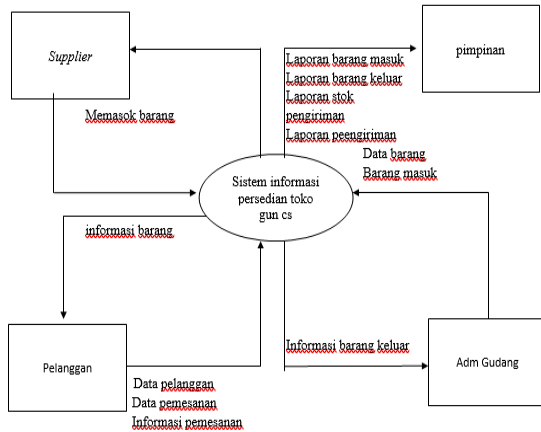 Supplier
pimpinan
Laporan barang masuk
Laporan barang keluar
Laporan stok
pengiriman
Laporan peengiriman
Memasok barang
Data barang
Barang masuk
Sistem informasi
persedian toko
gun cs
informasi barang
Informasi barang keluar
Pelanggan
Adm Gudang
Data pelanggan
Data pemesanan
Informasi pemesanan